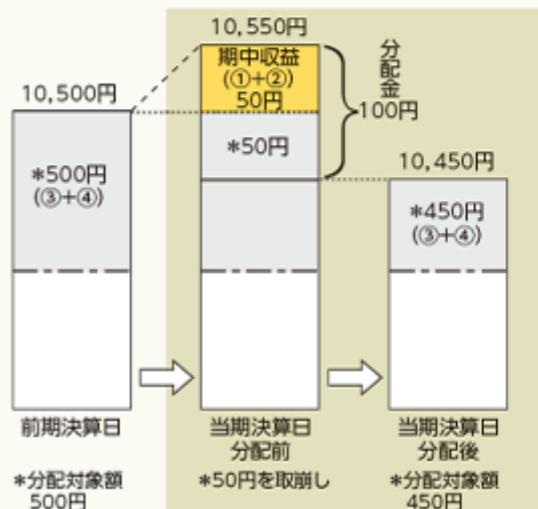 10,550円
期中収益
(①+②)
50円
分配金
100円
10,500円
*500円
(③+④)
*50円
10,450円
*450円
(③+④)
前期決算日
当期決算日
分配前
当期決算日
分配後
*分配対象額
500円
*50円を取崩し
*分配対象額
450円